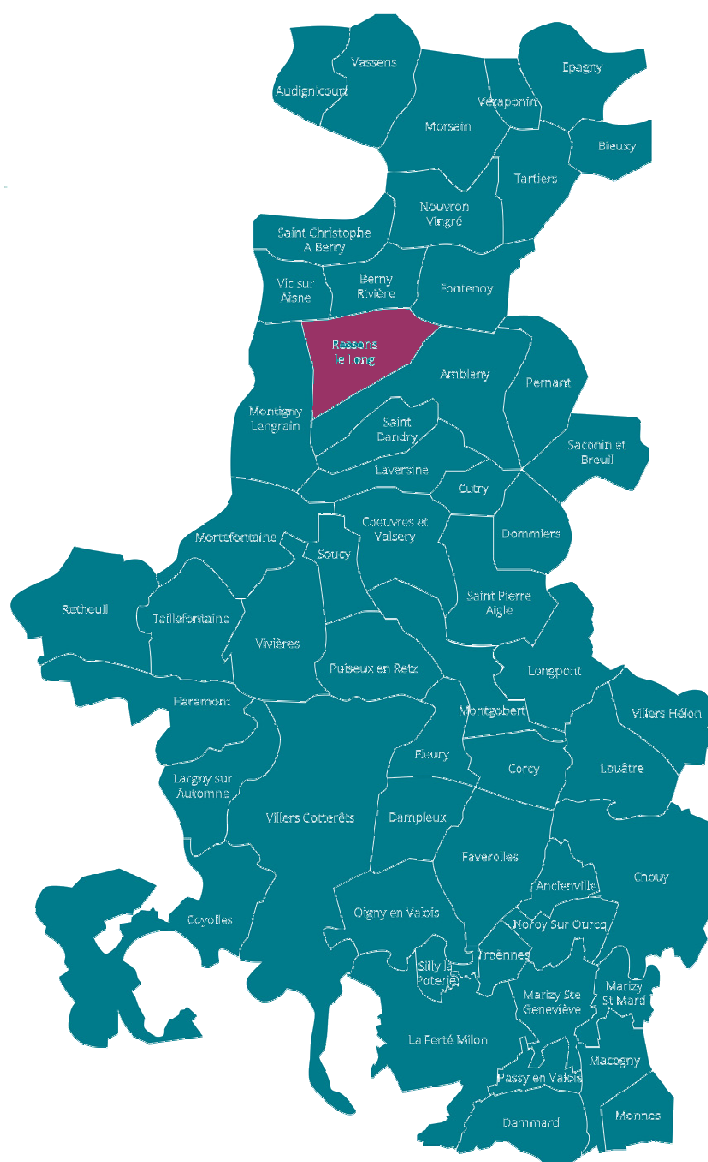 Vassens
Epagny
Audignicourt
Vézaponin
Morsain
Bieuxy
Tartiers
Nouvron
Vingré
Saint Christophe
A Berry
Vic sur
Aisne
Berny
Rivière
Fontenoy
Ressons
le Long
Ambleny
Pernant
Montigny
Lengrain
Saint
Bandry
Saconin et
Breuil
Laversine
Cutry
Coeuvres et
Valsery
Dommiers
Mortefontaine
Soucy
Saint Pierre
Aigle
Retheuil
Taillefontaine
Vivières
Puiseux en Retz
Longpont
Haramont
Montgobert
Villers Hélon
Fleury
Corcy
Louâtre
Largny sur
Automne
Villers Cotterêts
Dampleux
Faverolles
Chouy
Ancienville
Oigny en Valois
Coyolles
Noroy Sur Ourcq
Troënnes
Silly la
Poterie
Marizy Ste
Geneviève
Marizy
St Mard
La Ferté Milon
Macogny
Passy en Valois
Monnes
Dammard